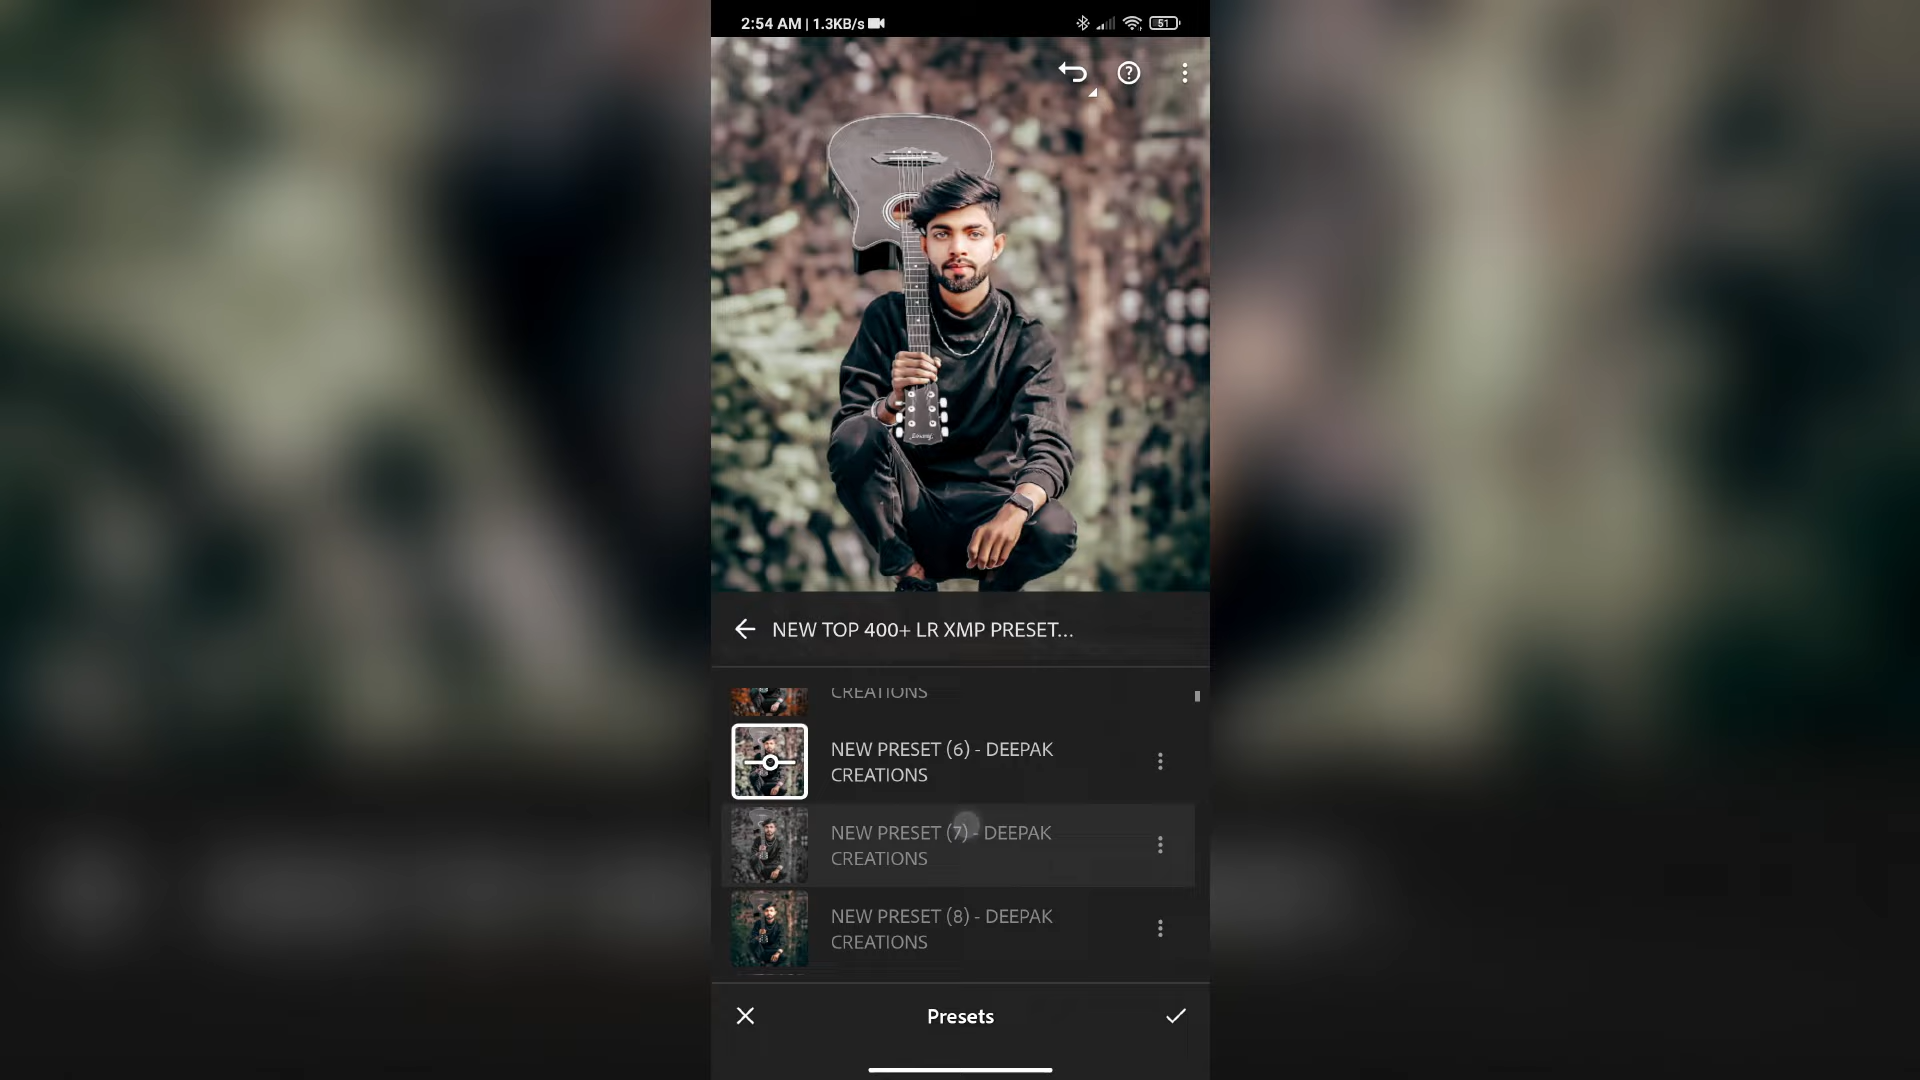 2:54 AM | 1.3KB/s
51
NEW TOP 400+ LR XMP PRESET...
CREATIONS
NEW PRESET (6) - DEEPAK
CREATIONS
NEW PRESET (7) - DEEPAK
CREATIONS
NEW PRESET (8) - DEEPAK
CREATIONS
Presets